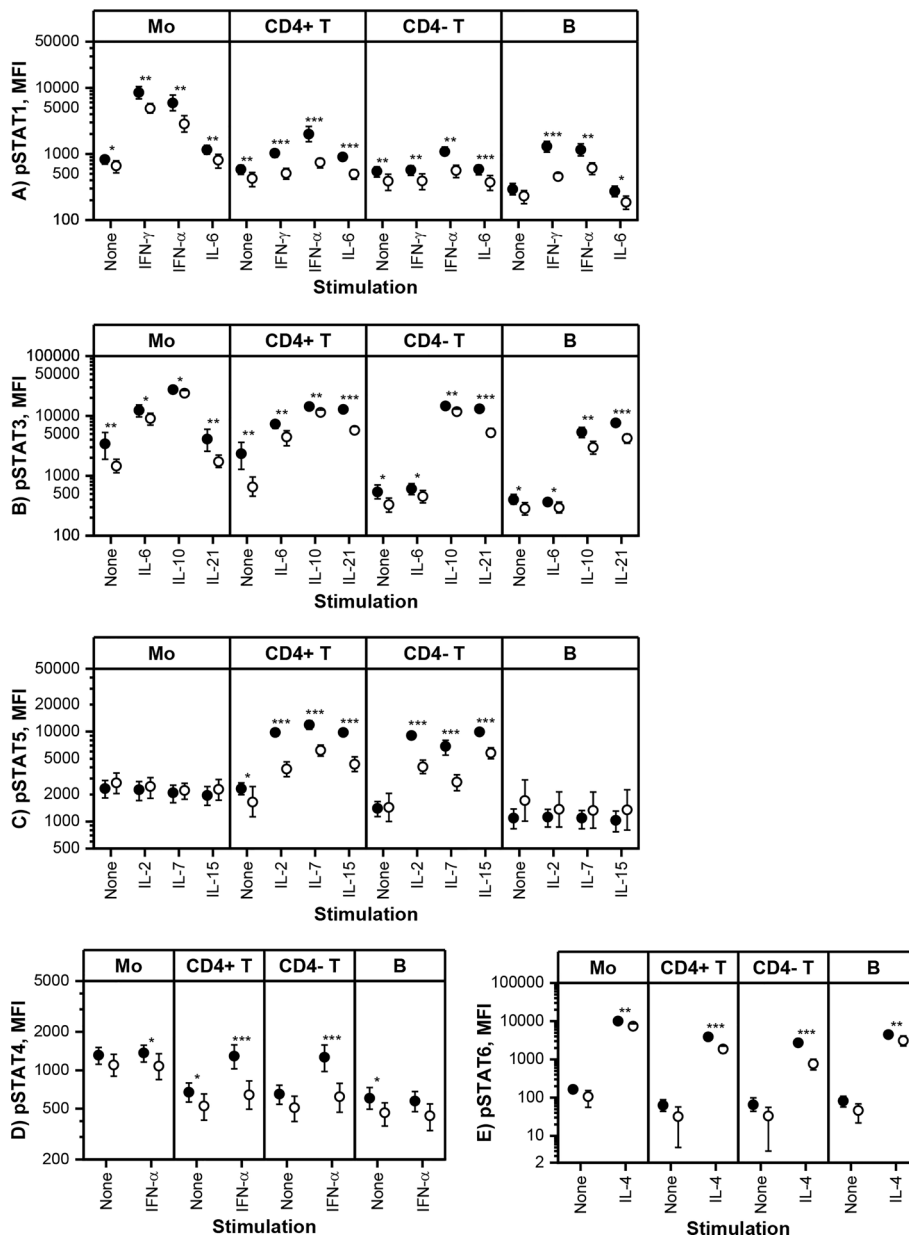 Mo CD4+ T CD4- T B
A) pSTAT1, MFI
50000
10000
5000
1000
500
100
* ** ** **
** *** *** ***
** ** ** ***
*** ** *
None IFN-γ IFN-α IL-6 None IFN-γ IFN-α IL-6 None IFN-γ IFN-α IL-6 None IFN-γ IFN-α IL-6
Stimulation
Mo CD4+ T CD4- T B
B) pSTAT3, MFI
100000
50000
10000
5000
1000
500
100
** * * **
** ** ** ***
* * ** ***
* * ** ***
None IL-6 IL-10 IL-21 None IL-6 IL-10 IL-21 None IL-6 IL-10 IL-21 None IL-6 IL-10 IL-21
Stimulation
Mo CD4+ T CD4- T B
C) pSTAT5, MFI
50000
20000
10000
5000
2000
1000
500
* *** *** ***
*** *** ***
None IL-2 IL-7 IL-15 None IL-2 IL-7 IL-15 None IL-2 IL-7 IL-15 None IL-2 IL-7 IL-15
Stimulation
Mo CD4+ T CD4- T B
D) pSTAT4, MFI
5000
2000
1000
500
200
*
* ***
***
*
None IFN-α None IFN-α None IFN-α None IFN-α
Stimulation
Mo CD4+ T CD4- T B
E) pSTAT6, MFI
100000
10000
1000
100
10
2
**
***
***
**
None IL-4 None IL-4 None IL-4 None IL-4
Stimulation